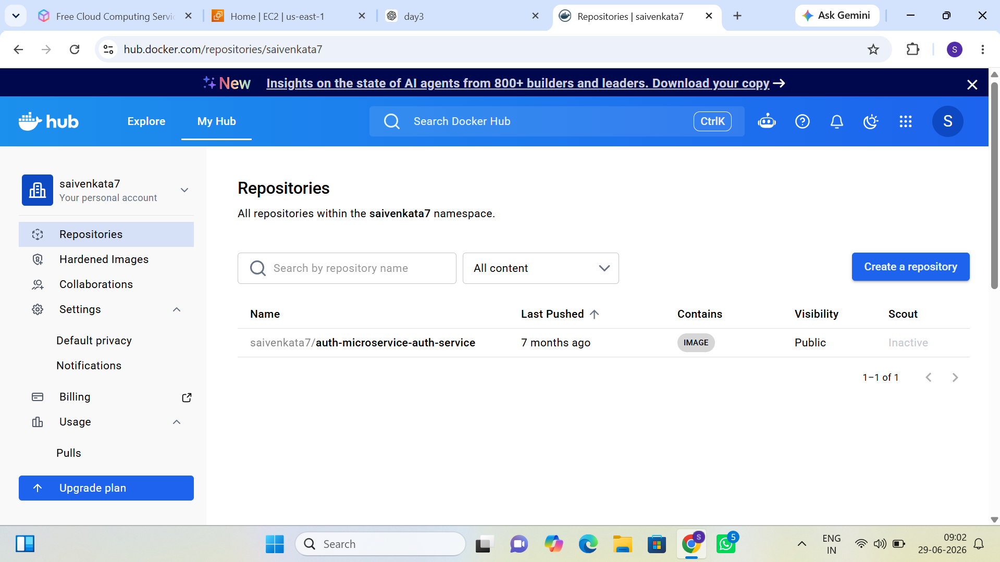 Free Cloud Computing Servi
Home | EC2 | us-east-1
day3
Repositories | saivenkata7
Ask Gemini
hub.docker.com/repositories/saivenkata7
S
New
Insights on the state of AI agents from 800+ builders and leaders. Download your copy →
hub
Explore
My Hub
Search Docker Hub
CtrlK
S
saivenkata7
Your personal account
Repositories
Hardened Images
Collaborations
Settings
Default privacy
Notifications
Billing
Usage
Pulls
Upgrade plan
Repositories
All repositories within the saivenkata7 namespace.
Search by repository name
All content
Create a repository
Name Last Pushed Contains Visibility Scout
saivenkata7/auth-microservice-auth-service 7 months ago IMAGE Public Inactive
1–1 of 1
Search
S
5
ENG
IN
09:02
29-06-2026